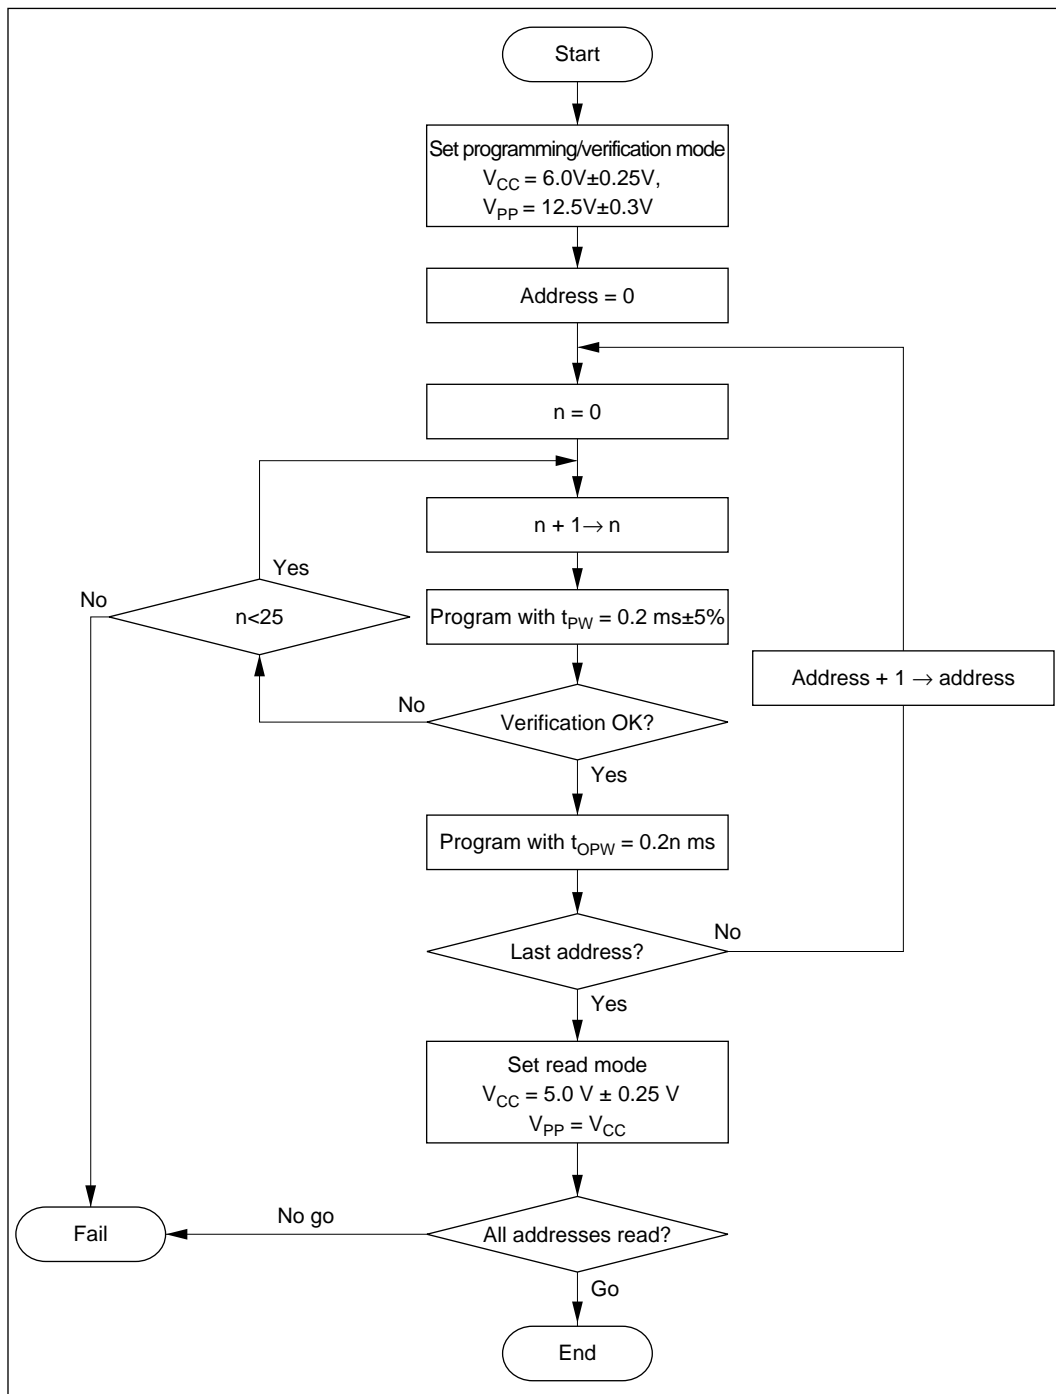 Start
Set programming/verification mode
VCC = 6.0V±0.25V,
VPP = 12.5V±0.3V
Address = 0
n = 0
n + 1→ n
Yes
No
n<25
Program with tPW = 0.2 ms±5%
Address + 1 → address
No
Verification OK?
Yes
Program with tOPW = 0.2n ms
Last address?
No
Yes
Set read mode
VCC = 5.0 V ± 0.25 V
VPP = VCC
Fail
No go
All addresses read?
Go
End